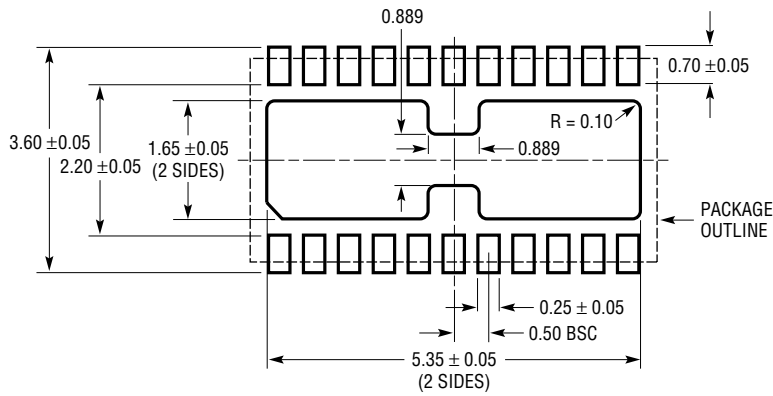 0.889
0.70 ±0.05
3.60 ±0.05
2.20 ±0.05
1.65 ±0.05
(2 SIDES)
R = 0.10
0.889
PACKAGE
OUTLINE
0.25 ± 0.05
0.50 BSC
5.35 ± 0.05
(2 SIDES)